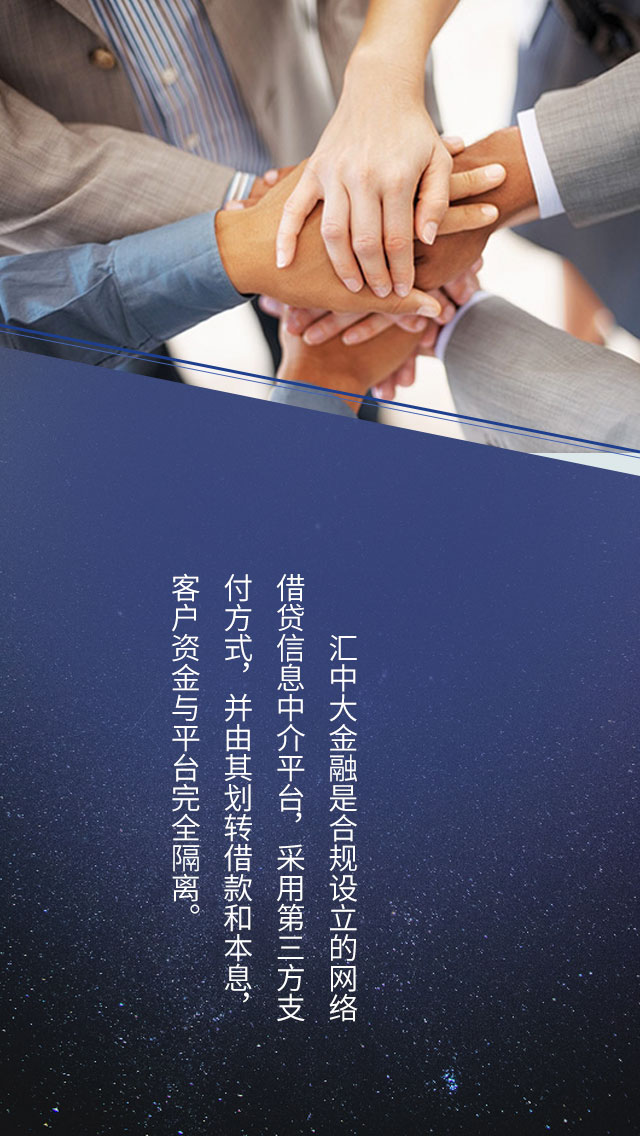 汇中大金融是合规设立的网络
借贷信息中介平台，采用第三方支
付方式，并由其划转借款和本息，
客户资金与平台完全隔离。